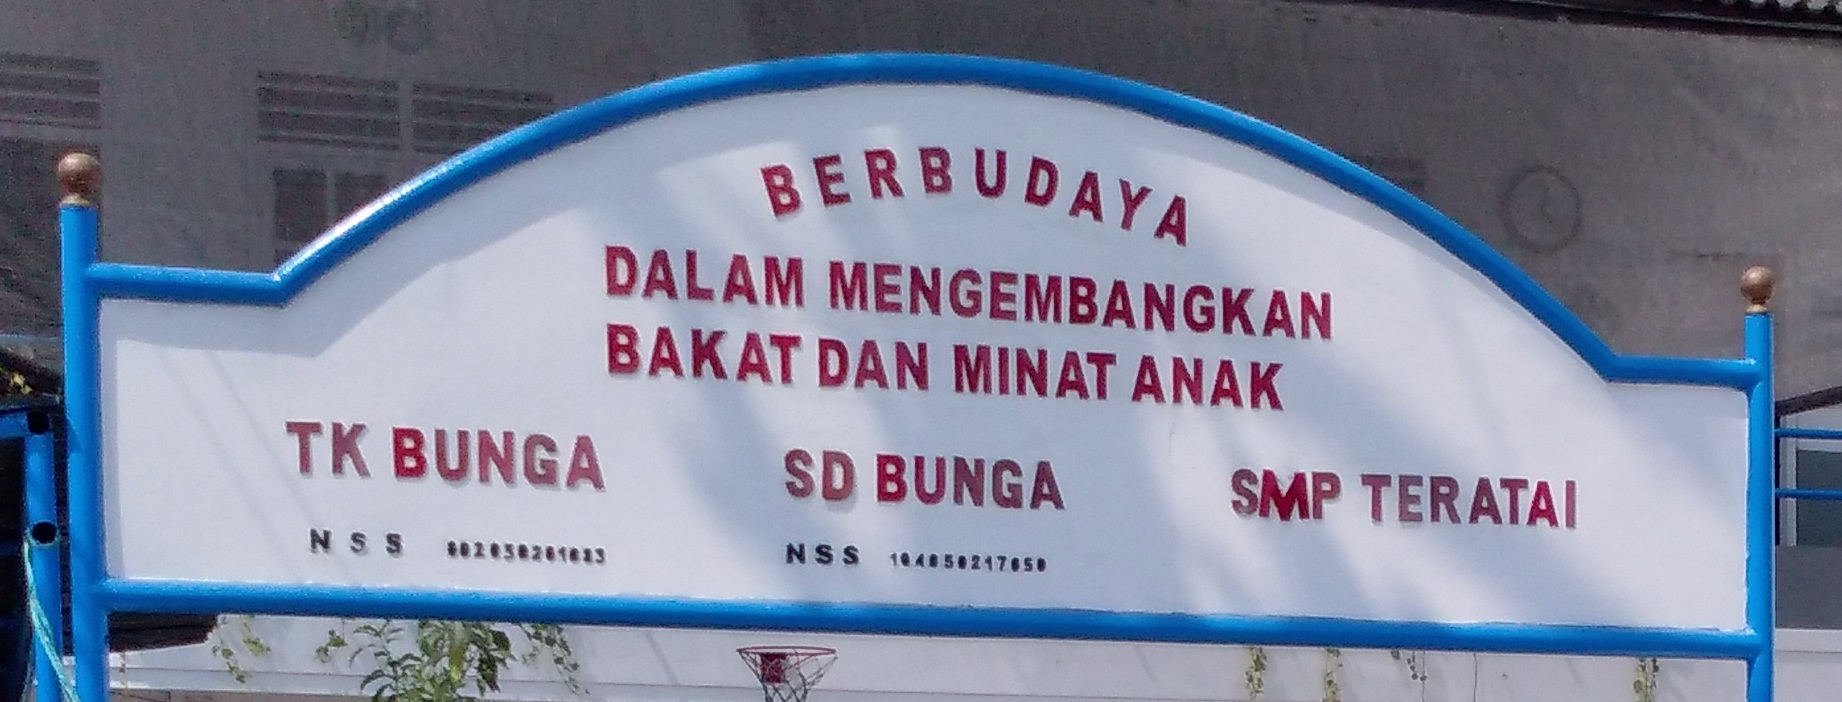 BERBUDAYA
DALAM MENGEMBANGKAN
BAKAT DAN MINAT ANAK
TK BUNGA SD BUNGA SMP TERATAI
NSS NSS